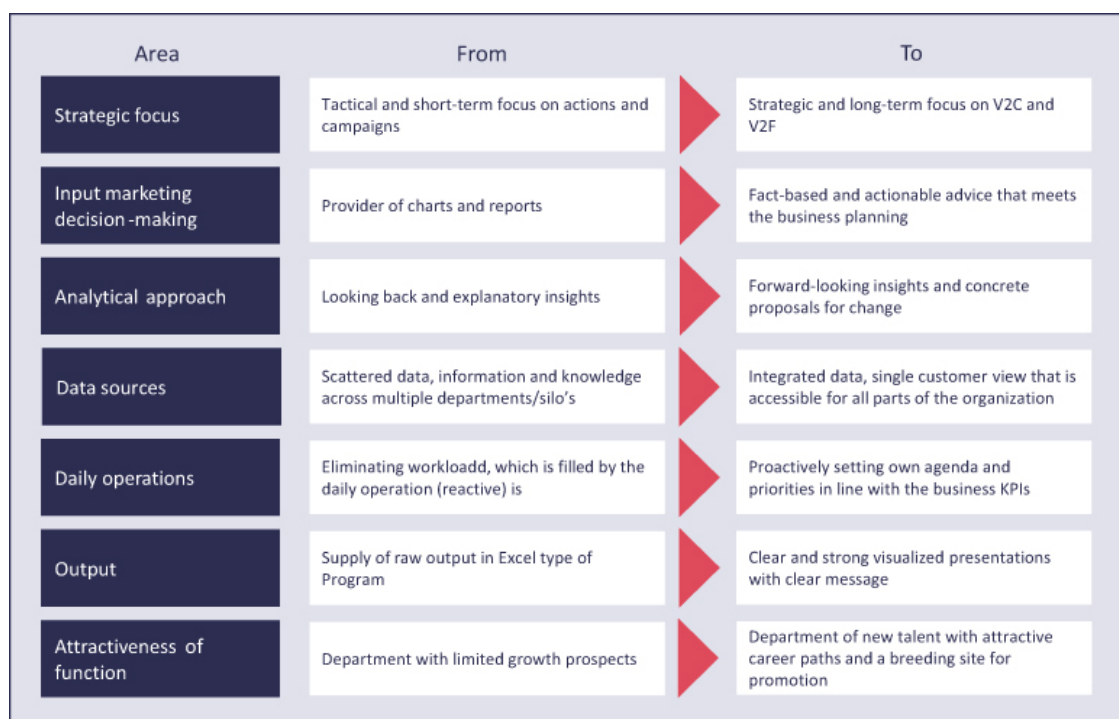 Area From To
Strategic focus
Tactical and short-term focus on actions and
campaigns
Strategic and long-term focus on V2C and
V2F
Input marketing
decision-making
Provider of charts and reports
Fact-based and actionable advice that meets
the business planning
Analytical approach
Looking back and explanatory insights
Forward-looking insights and concrete
proposals for change
Data sources
Scattered data, information and knowledge
across multiple departments/silo's
Integrated data, single customer view that is
accessible for all parts of the organization
Daily operations
Eliminating workloadd, which is filled by the
daily operation (reactive) is
Proactively setting own agenda and
priorities in line with the business KPIs
Output
Supply of raw output in Excel type of
Program
Clear and strong visualized presentations
with clear message
Attractiveness of
function
Department with limited growth prospects
Department of new talent with attractive
career paths and a breeding site for
promotion